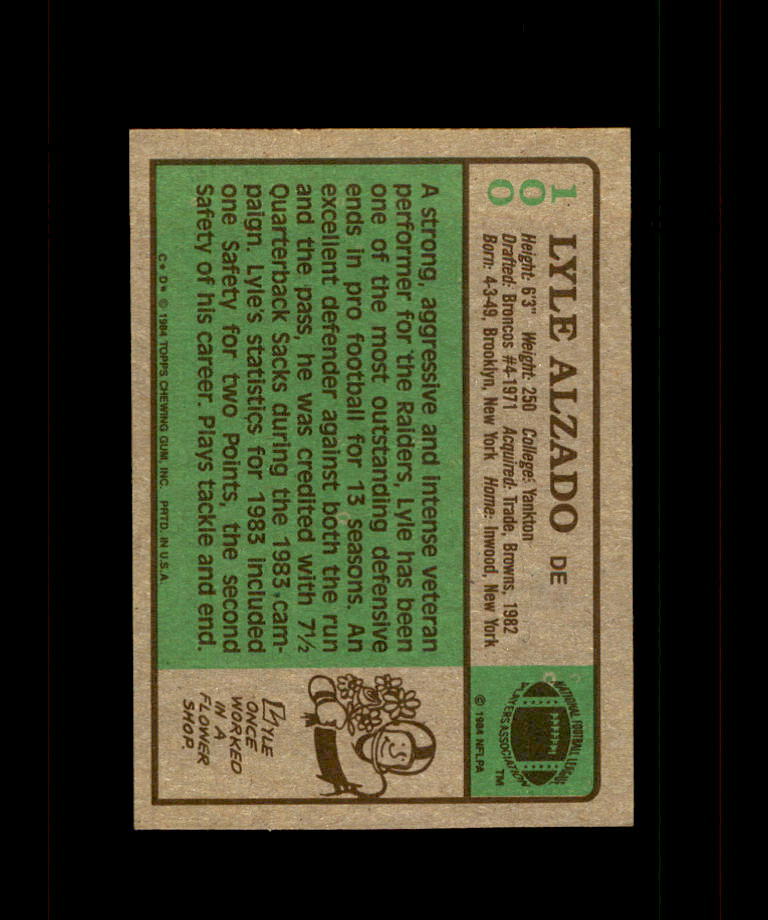 100
LYLE ALZADO DE
Height: 6'3" Weight: 250 College: Yankton
Drafted: Broncos #4-1971 Acquired: Trade, Browns, 1982
Born: 4-3-49, Brooklyn, New York Home: Inwood, New York
NATIONAL FOOTBALL LEAGUE
PLAYERS ASSOCIATION
TM
© 1984 NFLPA
A strong, aggressive and intense veteran
performer for the Raiders, Lyle has been
one of the most outstanding defensive
ends in pro football for 13 seasons. An
excellent defender against both the run
and the pass, he was credited with 7½
Quarterback Sacks during the 1983 cam-
paign. Lyle's statistics for 1983 included
one Safety for two Points, the second
Safety of his career. Plays tackle and end.
C* D* © 1984 TOPPS CHEWING GUM, INC. PRTD. IN U.S.A.
LYLE
ONCE
WORKED
IN A
FLOWER
SHOP.